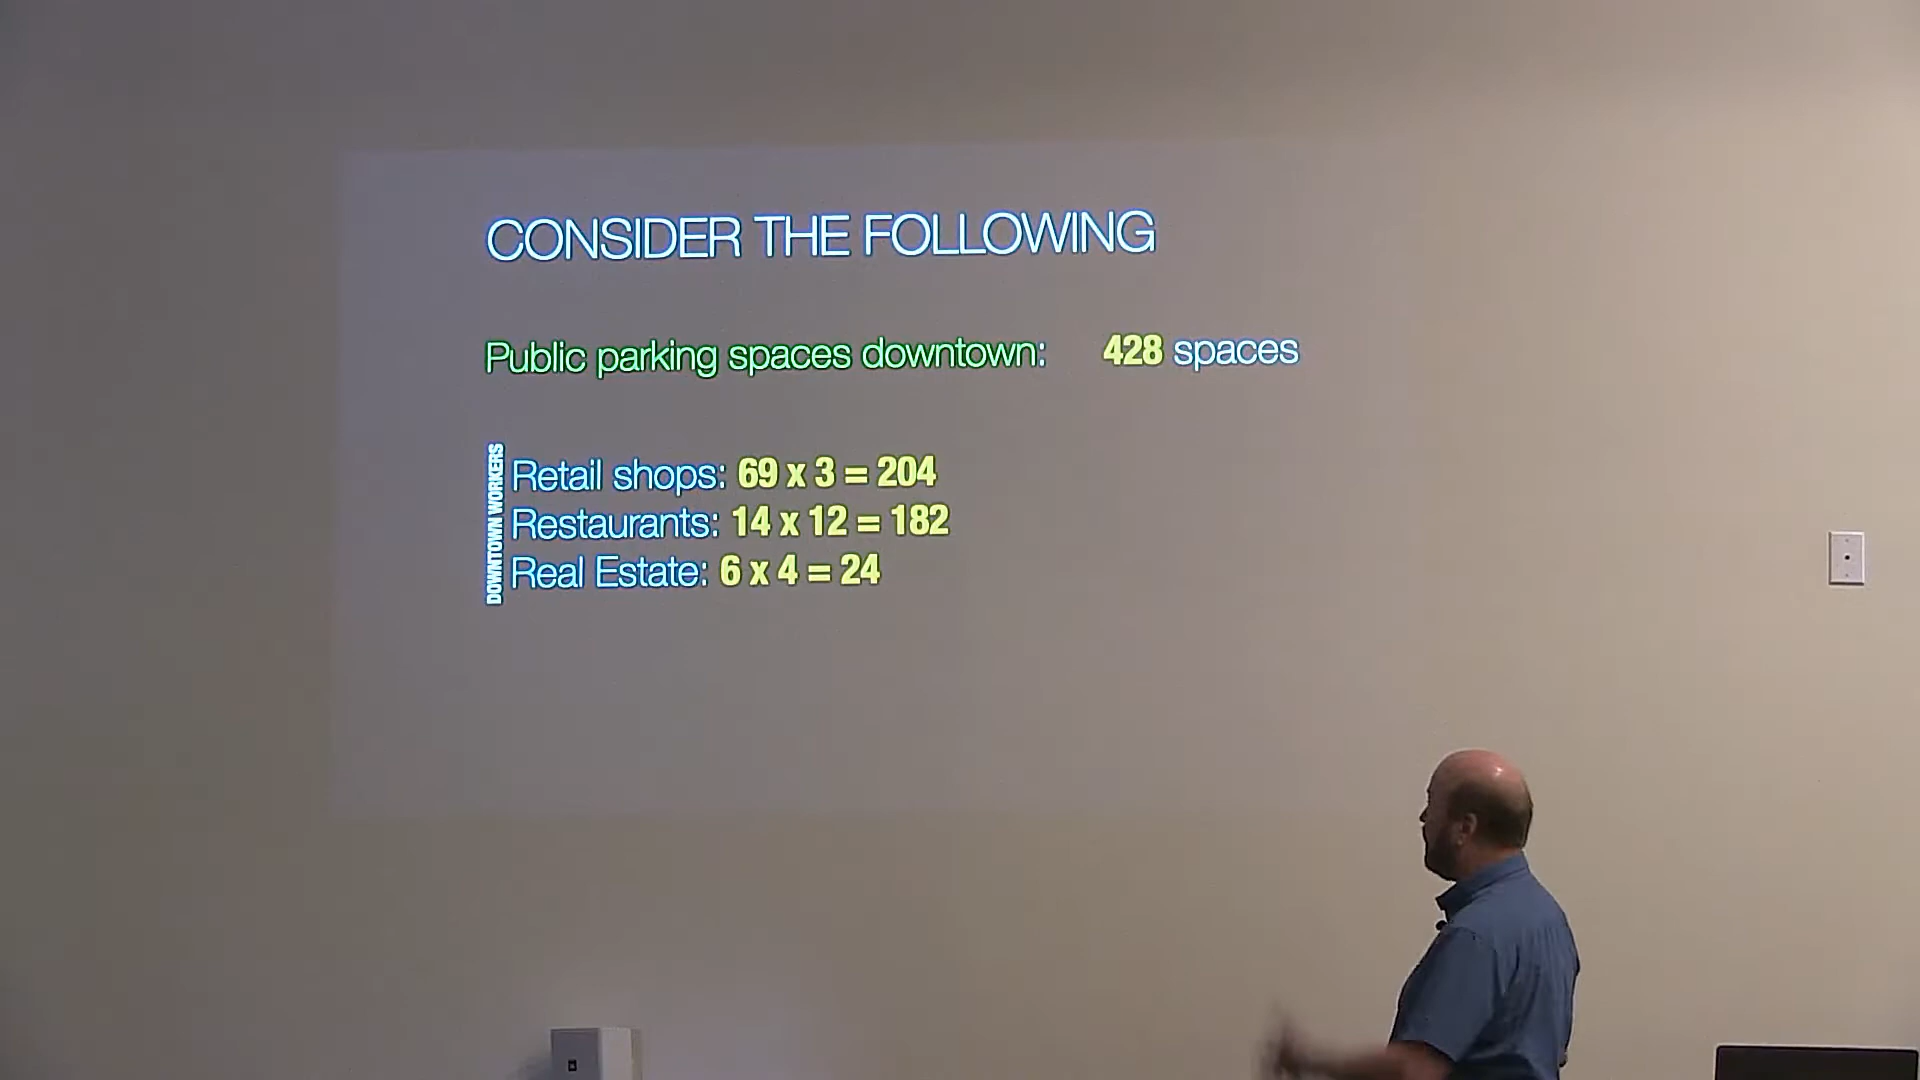 CONSIDER THE FOLLOWING
Public parking spaces downtown: 428 spaces
DOWNTOWN WORKERS
Retail shops: 69 x 3 = 204
Restaurants: 14 x 12 = 182
Real Estate: 6 x 4 = 24